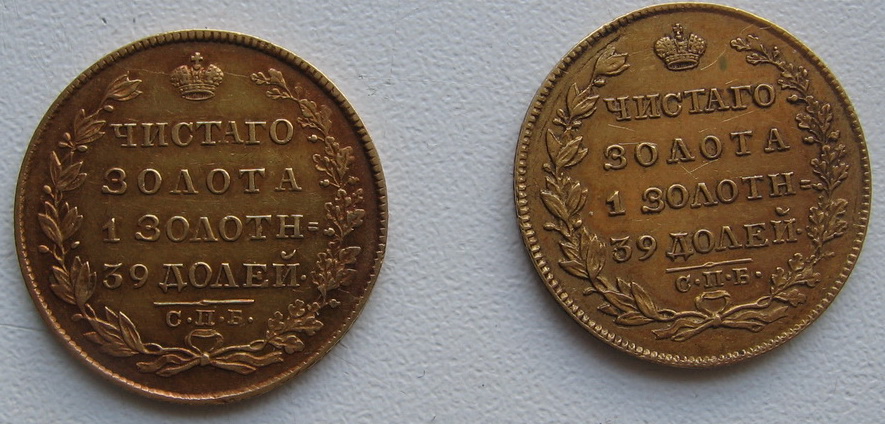 ЧИСТАГО
ЗОЛОТА
1 ЗОЛОТН=
39 ДОЛЕЙ.
С·П·Б·
ЧИСТАГО
ЗОЛОТА
1 ЗОЛОТН=
39 ДОЛЕЙ.
С·П·Б·